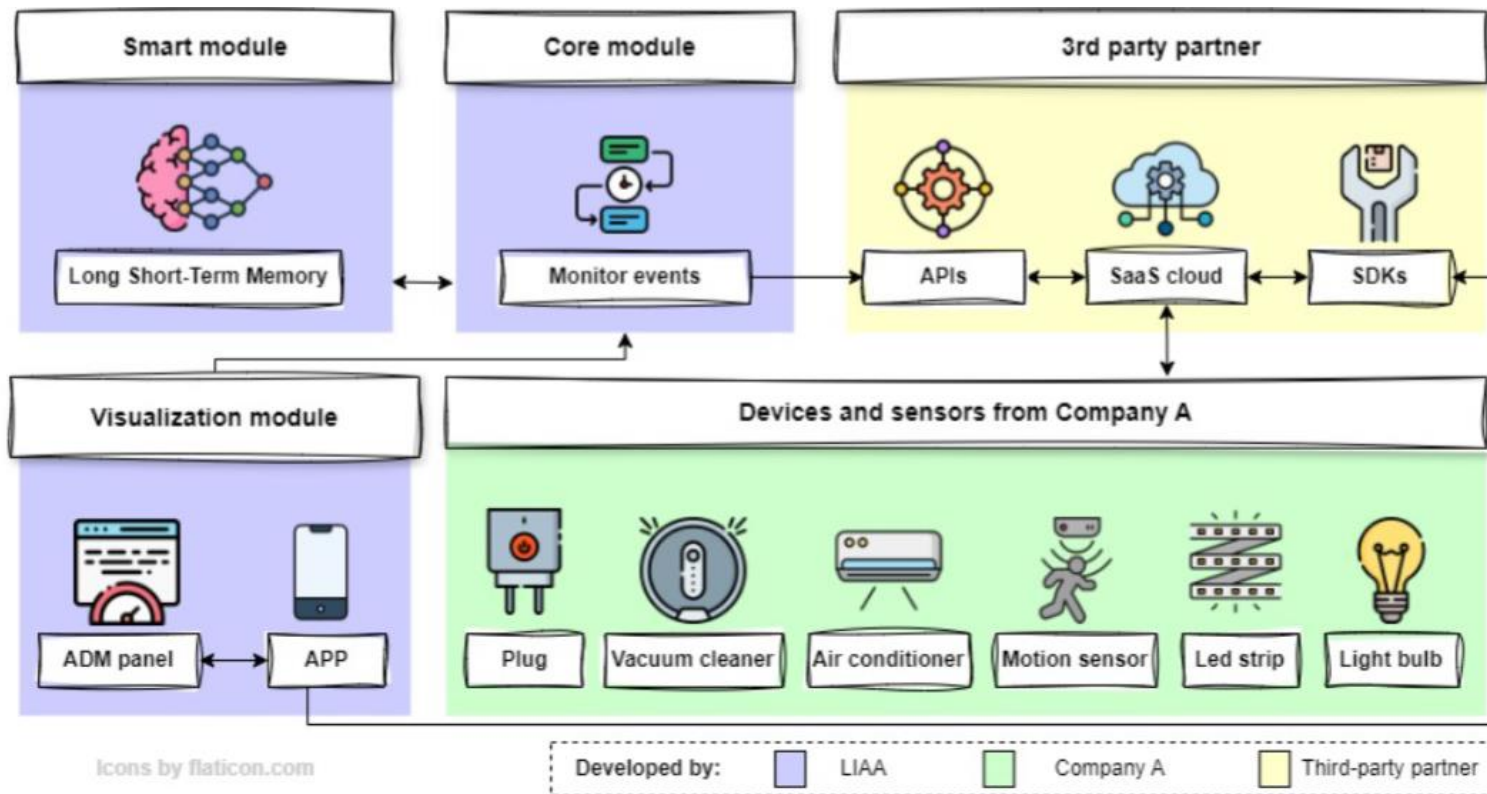 Smart module
Core module
3rd party partner
Long Short-Term Memory
Monitor events
APIs
SaaS cloud
SDKs
Visualization module
Devices and sensors from Company A
ADM panel
APP
Plug
Vacuum cleaner
Air conditioner
Motion sensor
Led strip
Light bulb
Icons by flaticon.com
Developed by:
LIAA
Company A
Third-party partner